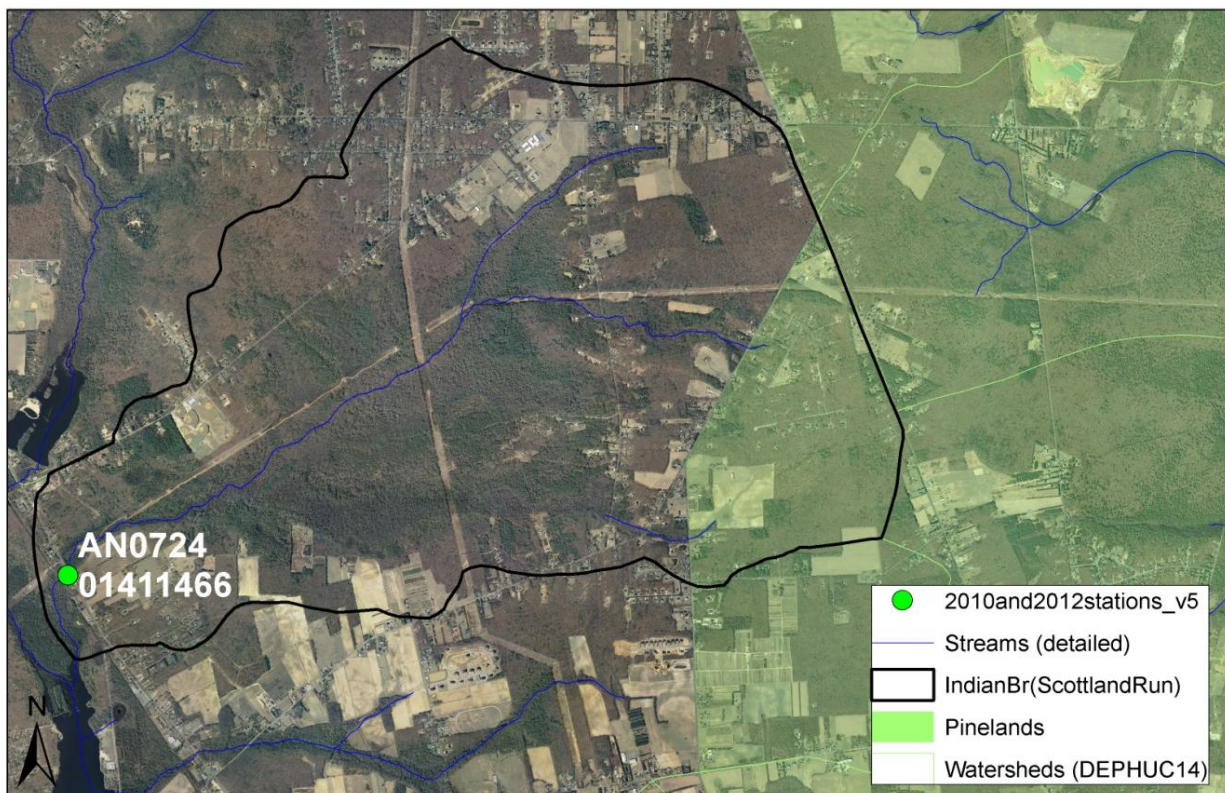 AN0724
01411466
N
2010and2012stations_v5
Streams (detailed)
IndianBr(ScottlandRun)
Pinelands
Watersheds (DEPHUC14)